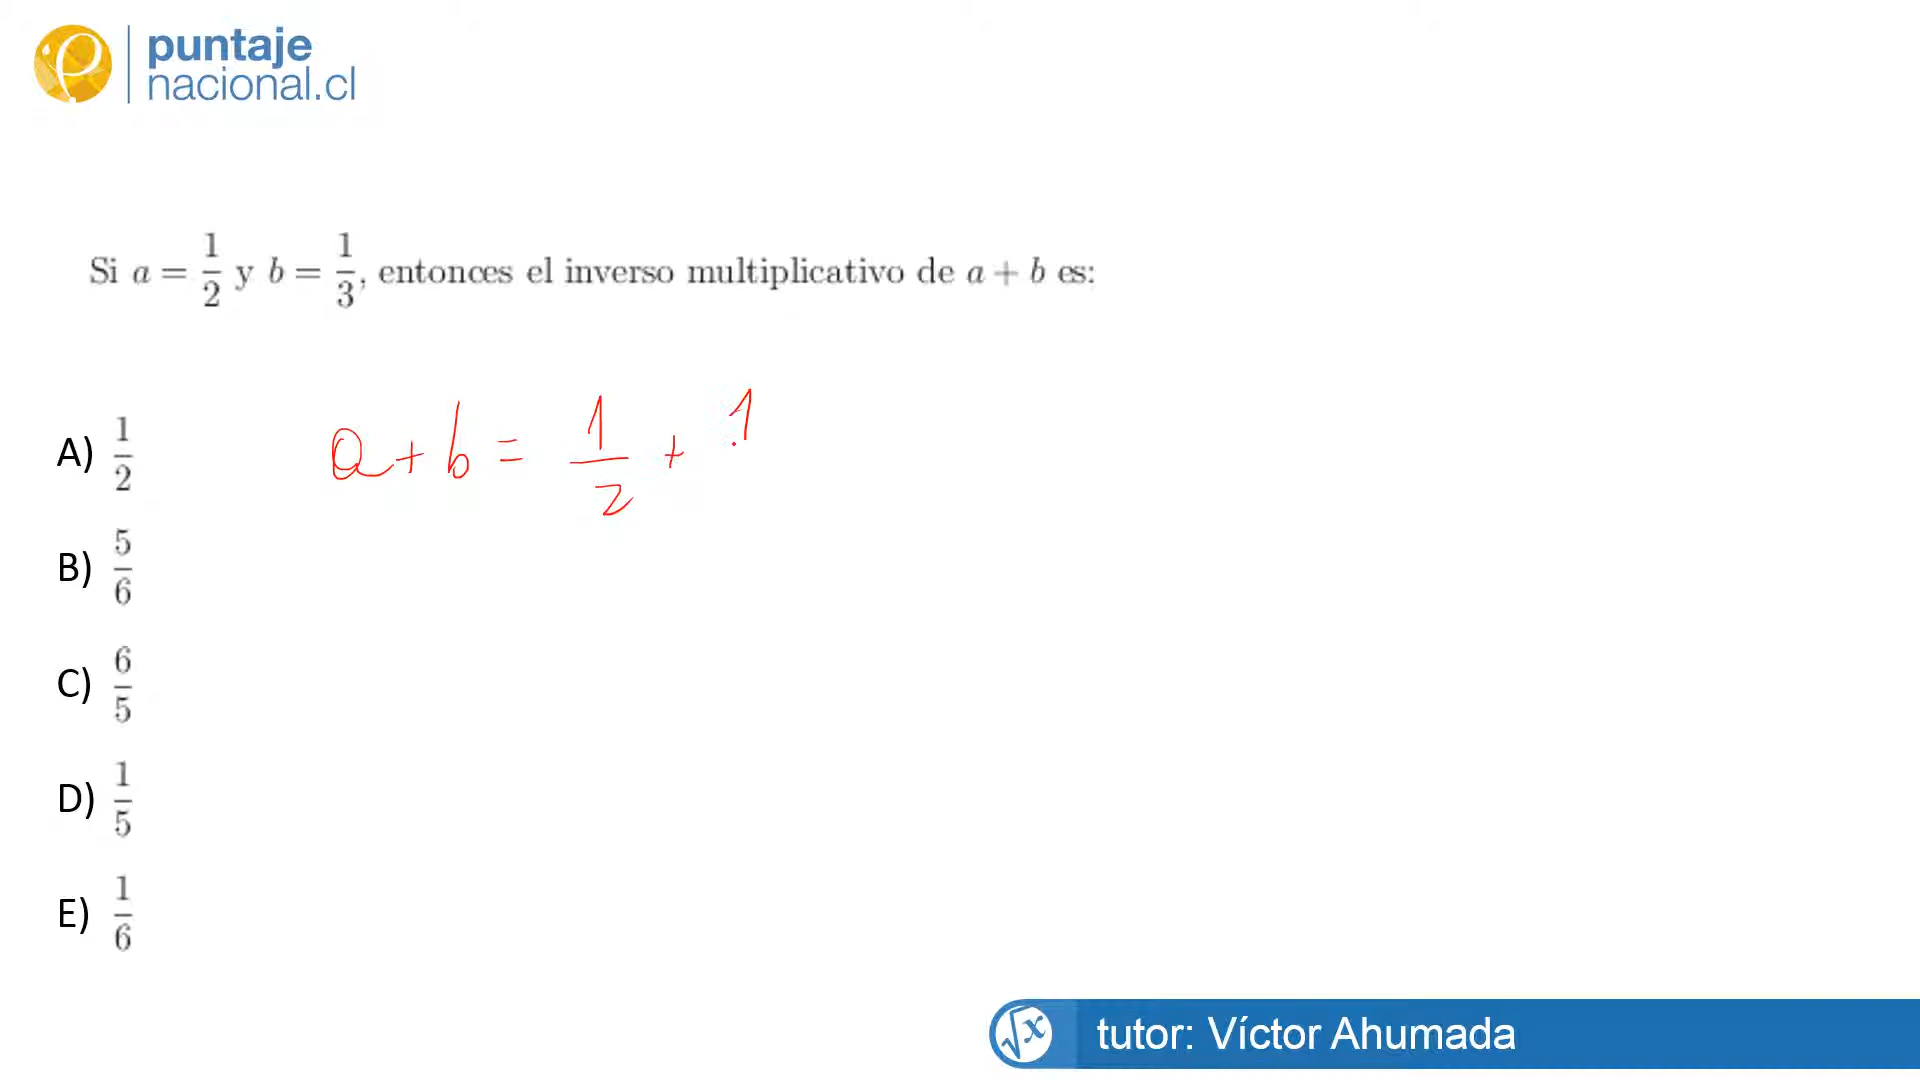 puntaje
nacional.cl
Si a = 1/2 y b = 1/3, entonces el inverso multiplicativo de a + b es:
a + b = 1/2 + 1
A) 1/2
B) 5/6
C) 6/5
D) 1/5
E) 1/6
√x tutor: Víctor Ahumada